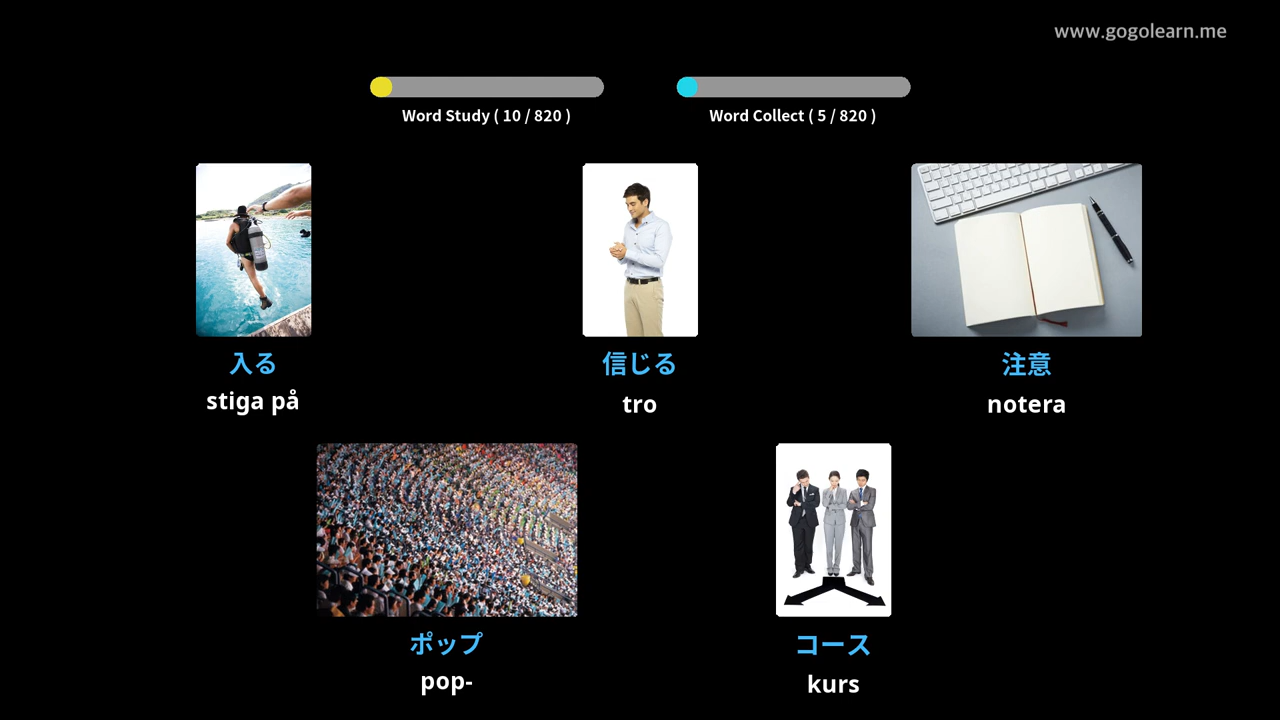 www.gogolearn.me
Word Study ( 10 / 820 )
Word Collect ( 5 / 820 )
入る
stiga på
信じる
tro
注意
notera
ポップ
pop-
コース
kurs